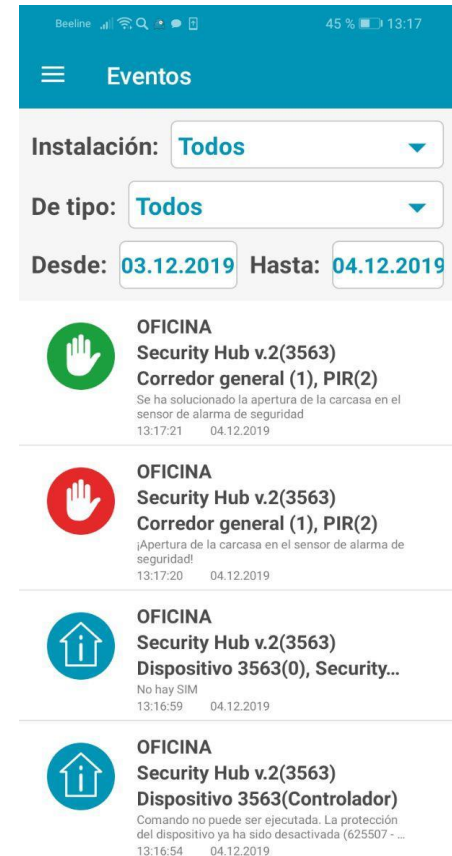 Beeline 45 % 13:17
Eventos
Instalación: Todos
De tipo: Todos
Desde: 03.12.2019 Hasta: 04.12.2019
OFICINA
Security Hub v.2(3563)
Corredor general (1), PIR(2)
Se ha solucionado la apertura de la carcasa en el
sensor de alarma de seguridad
13:17:21 04.12.2019
OFICINA
Security Hub v.2(3563)
Corredor general (1), PIR(2)
¡Apertura de la carcasa en el sensor de alarma de
seguridad!
13:17:20 04.12.2019
OFICINA
Security Hub v.2(3563)
Dispositivo 3563(0), Security...
No hay SIM
13:16:59 04.12.2019
OFICINA
Security Hub v.2(3563)
Dispositivo 3563(Controlador)
Comando no puede ser ejecutada. La protección
del dispositivo ya ha sido desactivada (625507 - ...
13:16:54 04.12.2019